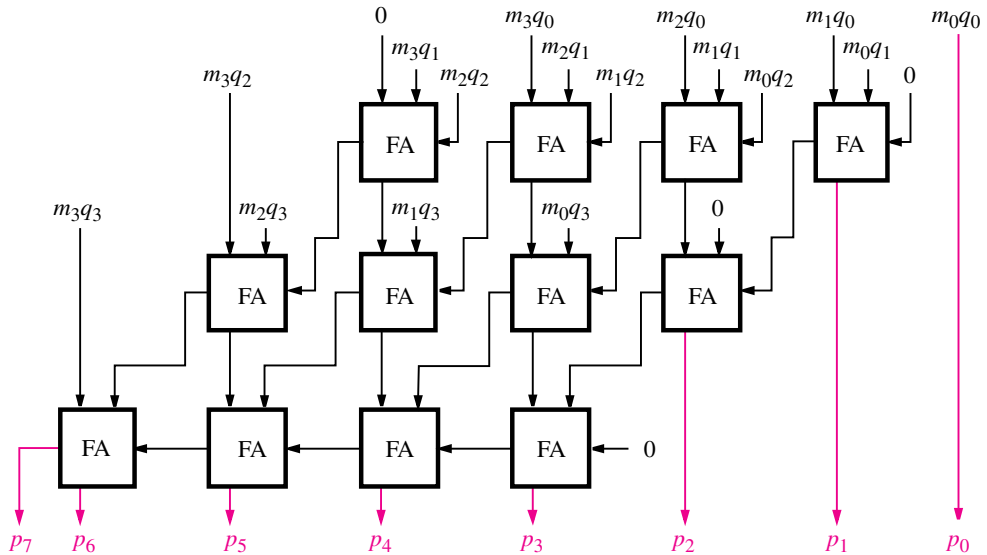 0 m₃q₀ m₂q₀ m₁q₀ m₀q₀
m₃q₁ m₂q₁ m₁q₁ m₀q₁
m₃q₂ m₂q₂ m₁q₂ m₀q₂ 0
FA FA FA FA
m₃q₃ m₂q₃ m₁q₃ m₀q₃ 0
FA FA FA FA
FA FA FA FA 0
p₇ p₆ p₅ p₄ p₃ p₂ p₁ p₀